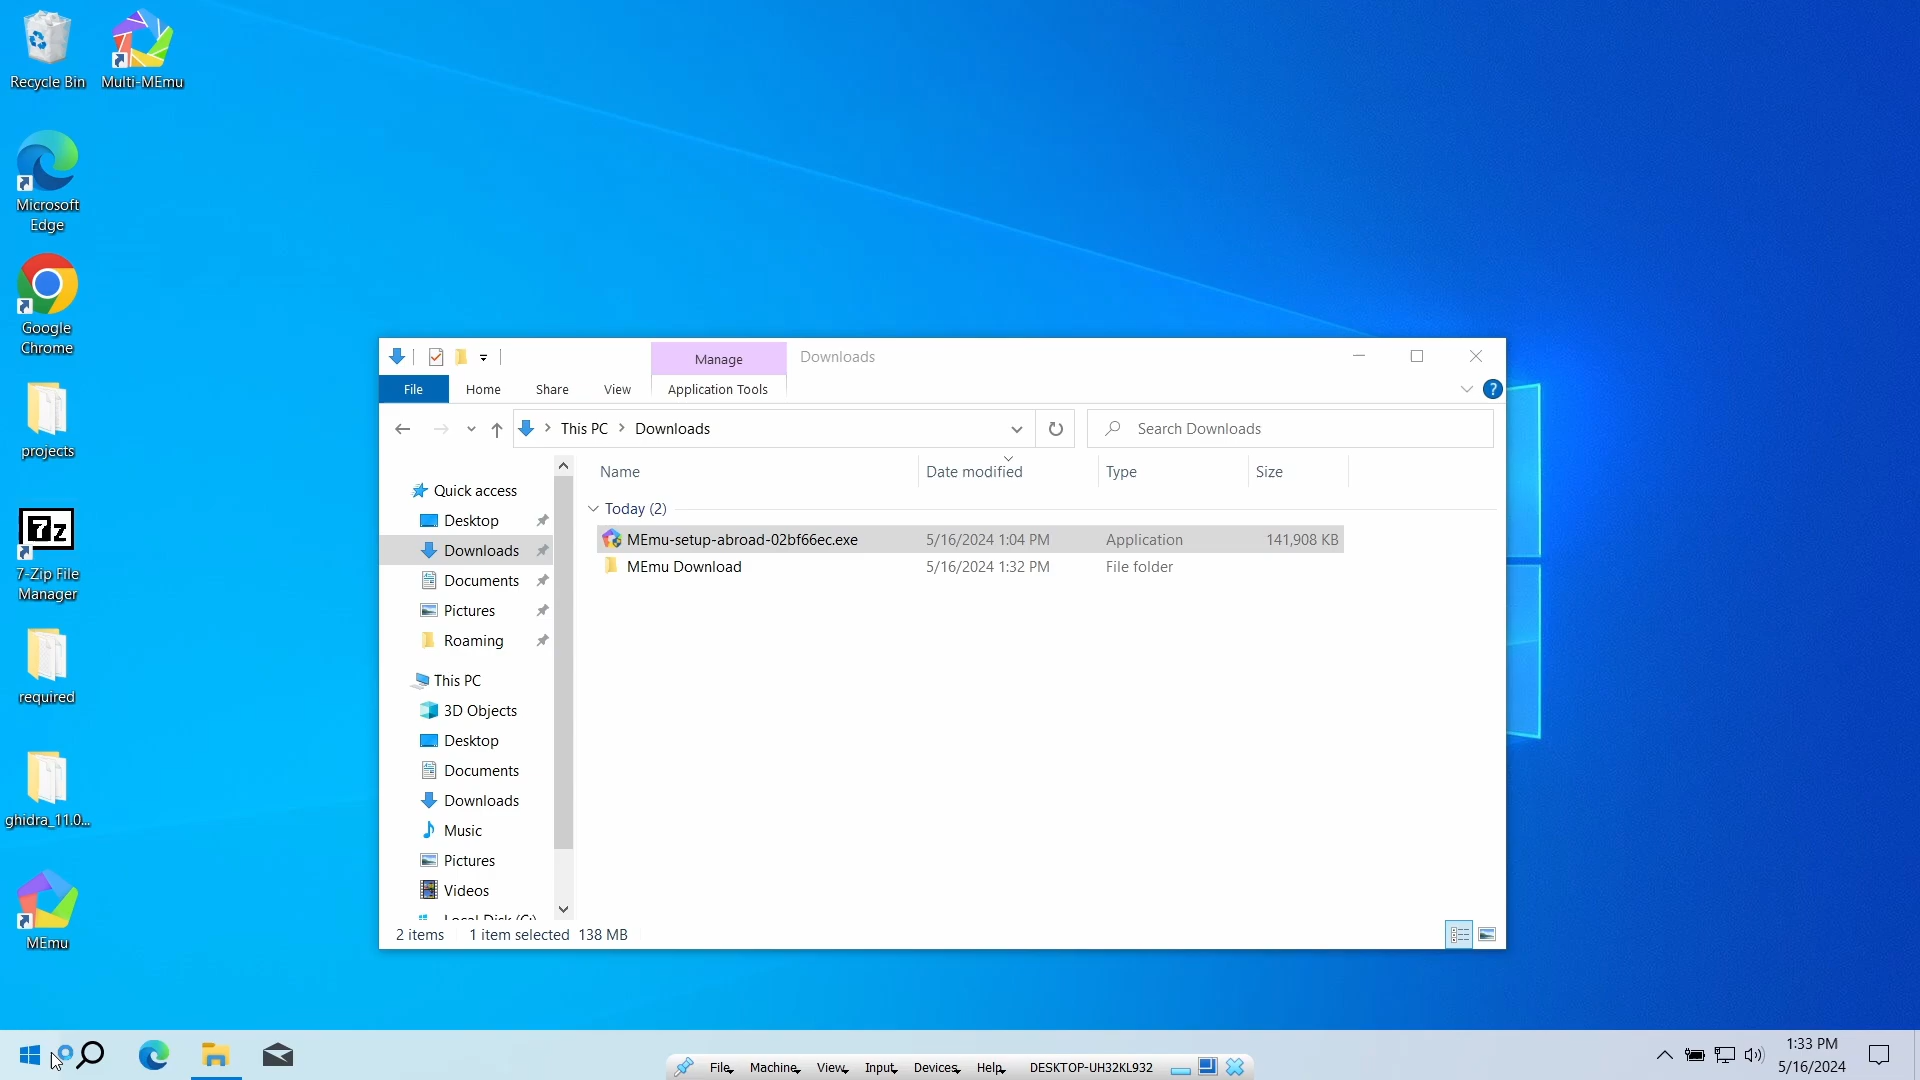 Recycle Bin
Multi-MEmu
Microsoft
Edge
Google
Chrome
projects
7z
7-Zip File
Manager
required
ghidra_11.0...
MEmu
Manage
Downloads
File
Home
Share
View
Application Tools
?
This PC
Downloads
Search Downloads
Name
Date modified
Type
Size
Quick access
Desktop
Downloads
Documents
Pictures
Roaming
This PC
3D Objects
Desktop
Documents
Downloads
Music
Pictures
Videos
Local Disk (C:)
Today (2)
MEmu-setup-abroad-02bf66ec.exe
5/16/2024 1:04 PM
Application
141,908 KB
MEmu Download
5/16/2024 1:32 PM
File folder
2 items
1 item selected 138 MB
File
Machine
View
Input
Devices
Help
DESKTOP-UH32KL932
1:33 PM
5/16/2024